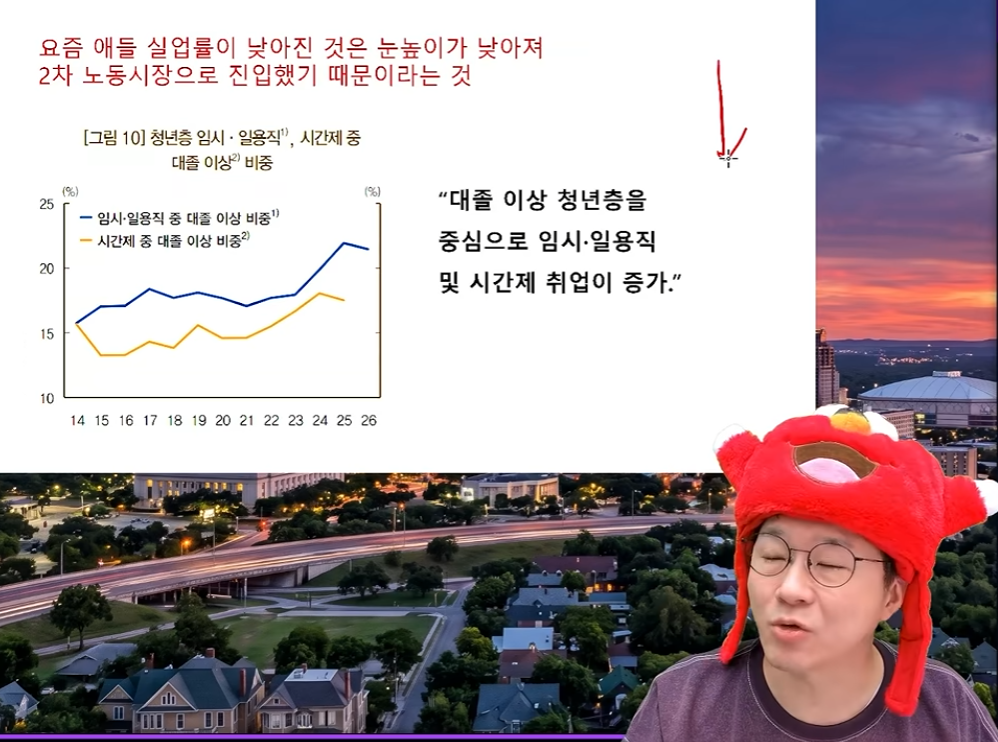 요즘 애들 실업률이 낮아진 것은 눈높이가 낮아져
2차 노동시장으로 진입했기 때문이라는 것
[그림 10] 청년층 임시 · 일용직1), 시간제 중
대졸 이상2) 비중
(%) (%)
임시·일용직 중 대졸 이상 비중1)
시간제 중 대졸 이상 비중2)
25
20
15
10
14 15 16 17 18 19 20 21 22 23 24 25 26
“대졸 이상 청년층을
중심으로 임시·일용직
및 시간제 취업이 증가.”